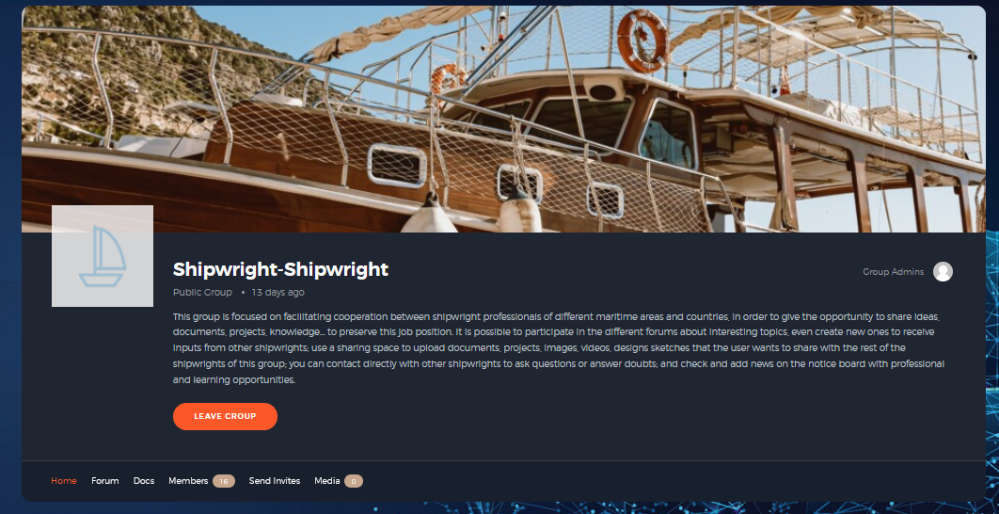 Shipwright-Shipwright
Group Admins
Public Group • 13 days ago
This group is focused on facilitating cooperation between shipwright professionals of different maritime areas and countries, in order to give the opportunity to share ideas,
documents, projects, knowledge... to preserve this job position. It is possible to participate in the different forums about interesting topics, even create new ones to receive
inputs from other shipwrights; use a sharing space to upload documents, projects, images, videos, designs sketches that the user wants to share with the rest of the
shipwrights of this group; you can contact directly with other shipwrights to ask questions or answer doubts; and check and add news on the notice board with professional
and learning opportunities.
LEAVE GROUP
Home Forum Docs Members 16 Send Invites Media 0